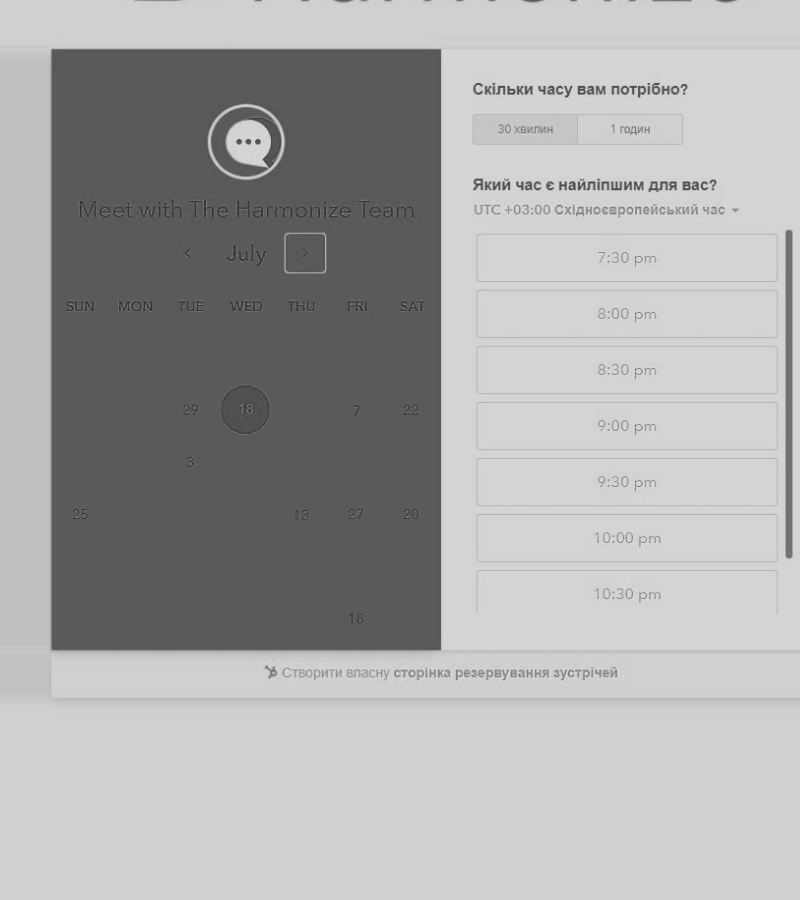 Meet with The Harmonize Team
July
SUN MON TUE WED THU FRI SAT
29 18 7 22
3
25 13 27 20
18
Скільки часу вам потрібно?
30 хвилин 1 годин
Який час є найліпшим для вас?
UTC +03:00 Східноєвропейський час
7:30 pm
8:00 pm
8:30 pm
9:00 pm
9:30 pm
10:00 pm
10:30 pm
Створити власну сторінка резервування зустрічей